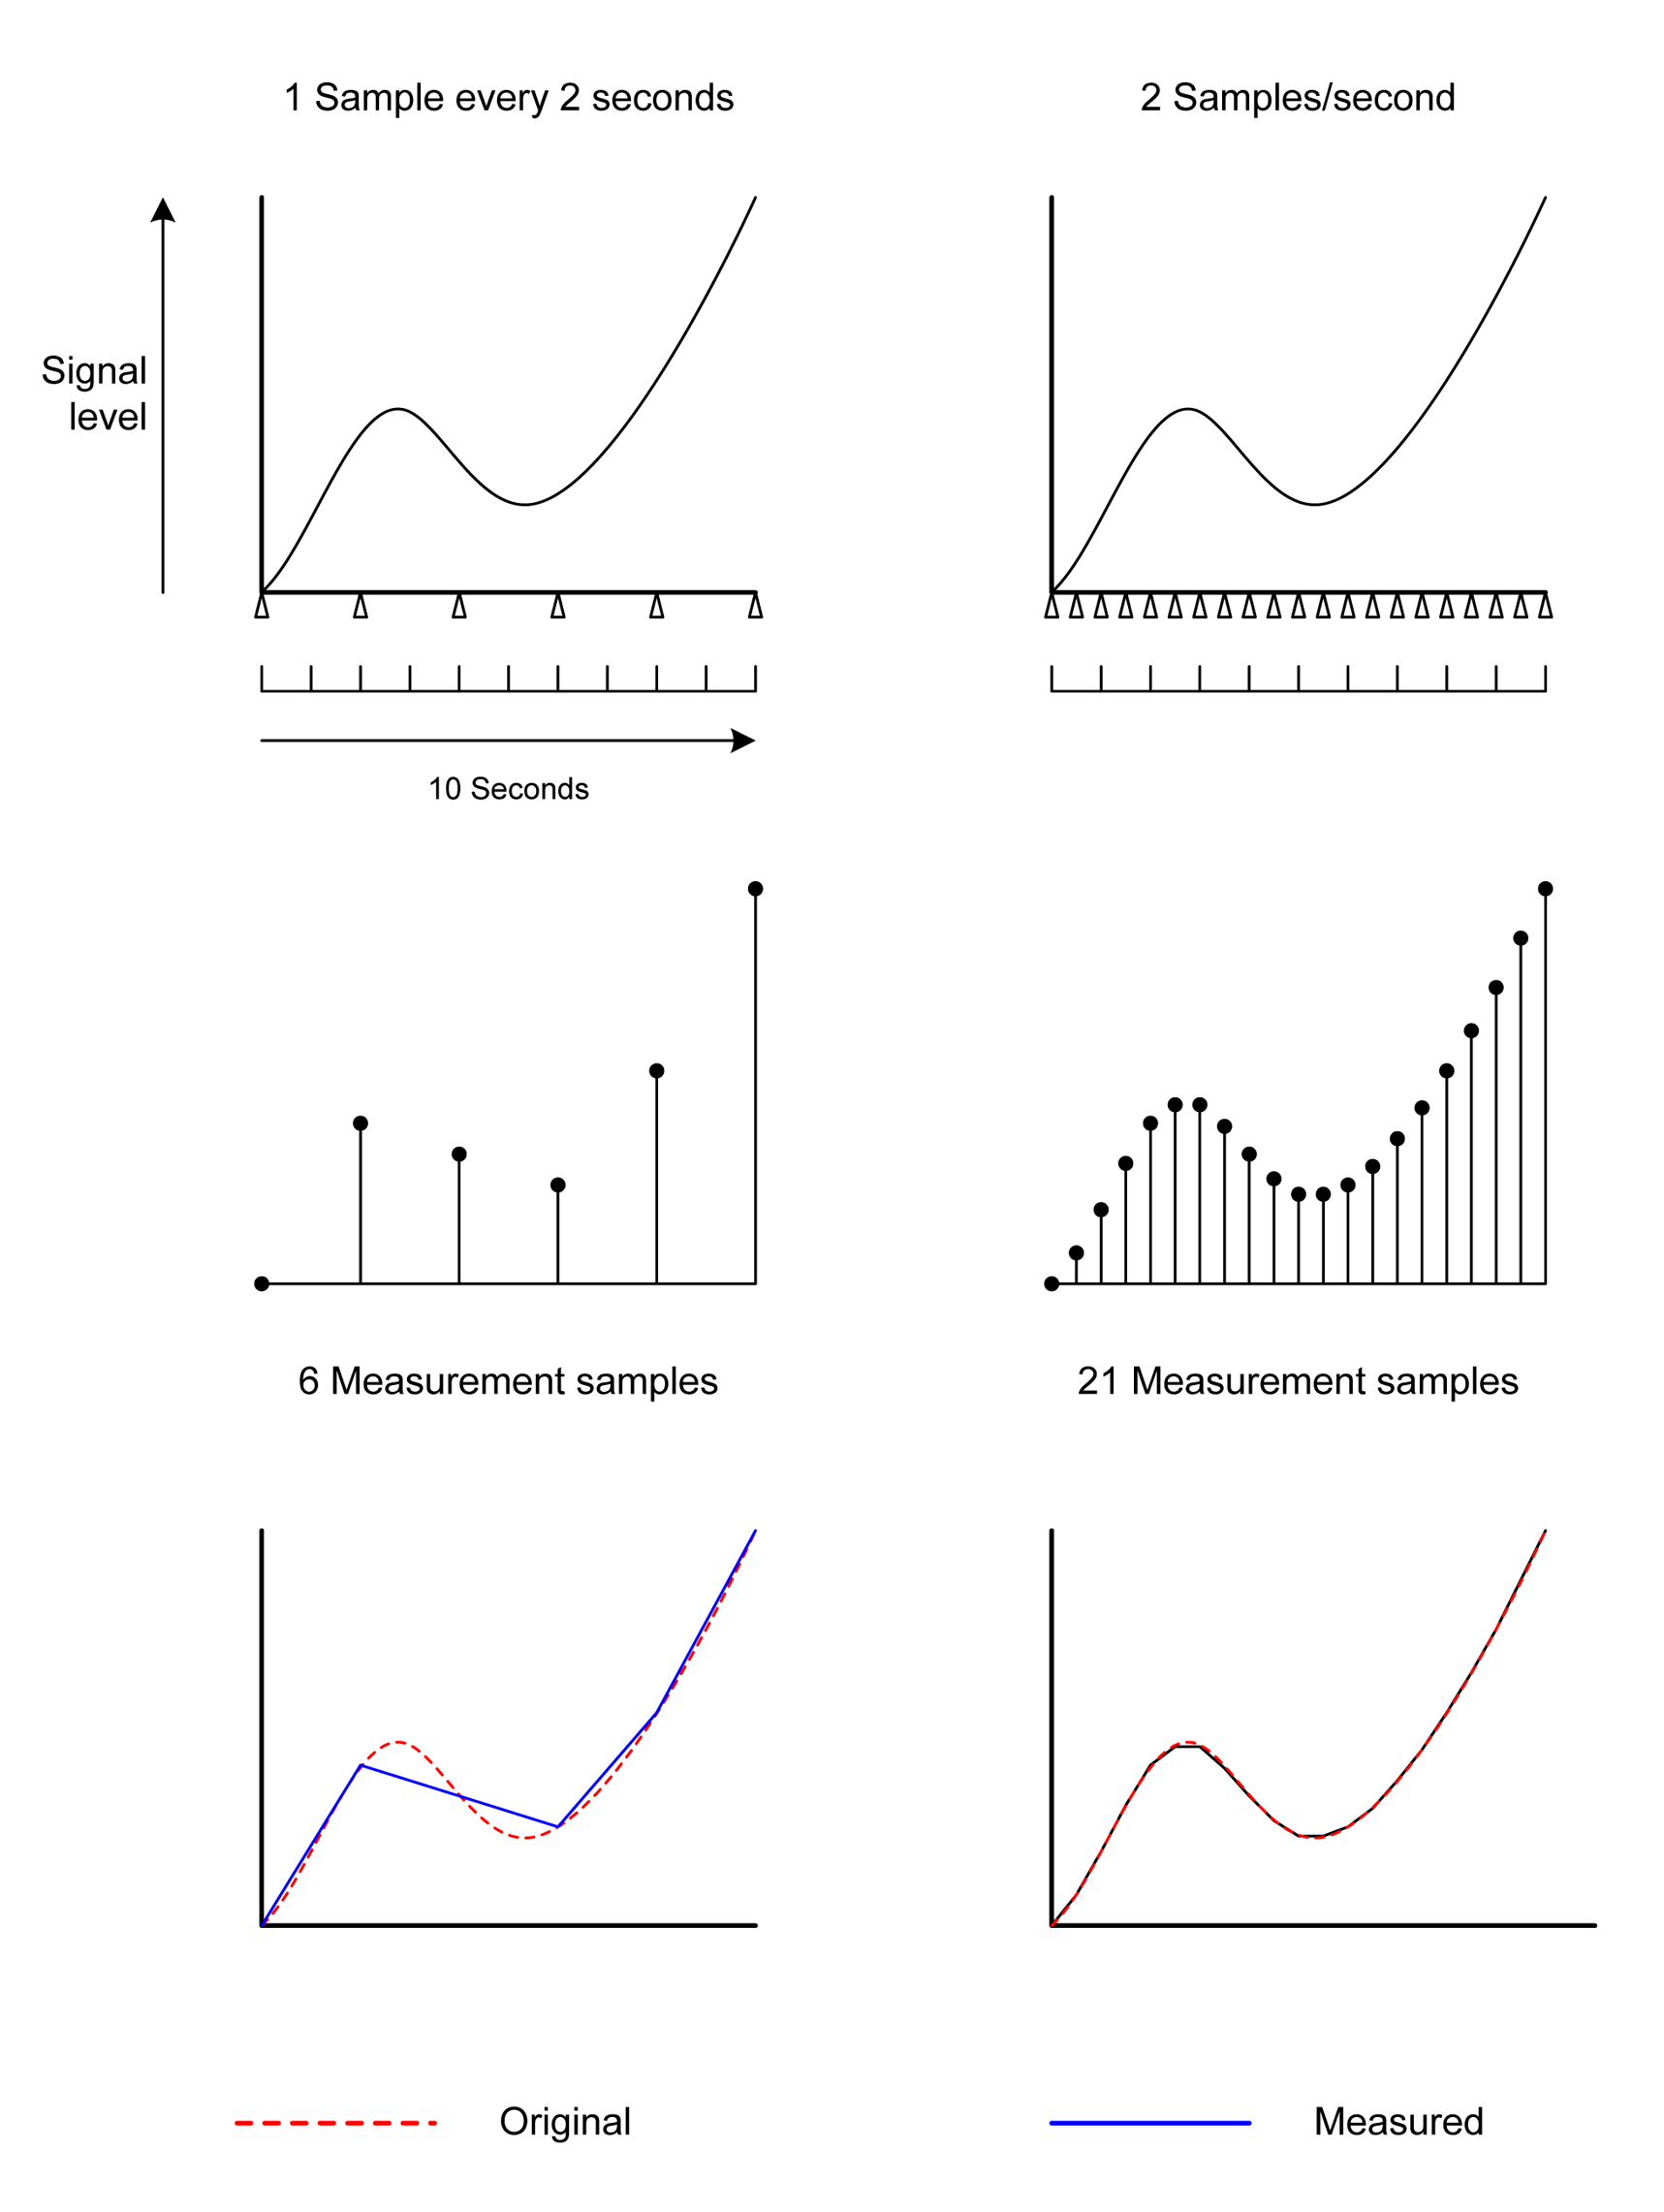 1 Sample every 2 seconds
2 Samples/second
Signal
level
10 Seconds
6 Measurement samples
21 Measurement samples
Original
Measured